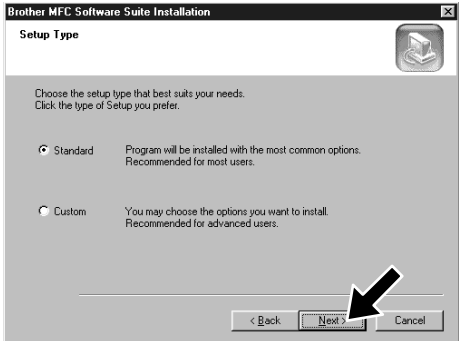 Brother MFC Software Suite Installation
Setup Type
Choose the setup type that best suits your needs.
Click the type of Setup you prefer.
Standard Program will be installed with the most common options.
Recommended for most users.
Custom You may choose the options you want to install.
Recommended for advanced users.
< Back Next > Cancel